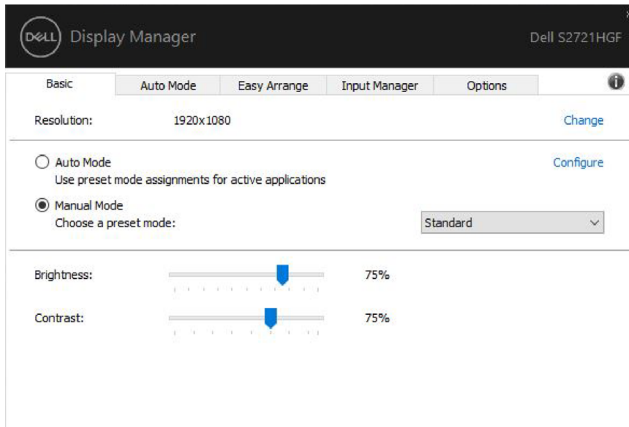 DELL Display Manager Dell S2721HGF
Basic Auto Mode Easy Arrange Input Manager Options
Resolution: 1920x1080 Change
Auto Mode Configure
Use preset mode assignments for active applications
Manual Mode
Choose a preset mode: Standard
Brightness: 75%
Contrast: 75%